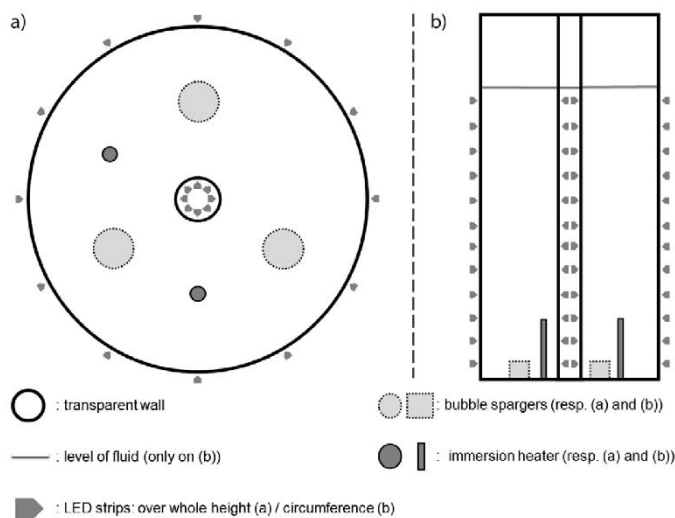 a)
b)
: transparent wall
: bubble spargers (resp. (a) and (b))
: level of fluid (only on (b))
: immersion heater (resp. (a) and (b))
: LED strips: over whole height (a) / circumference (b)